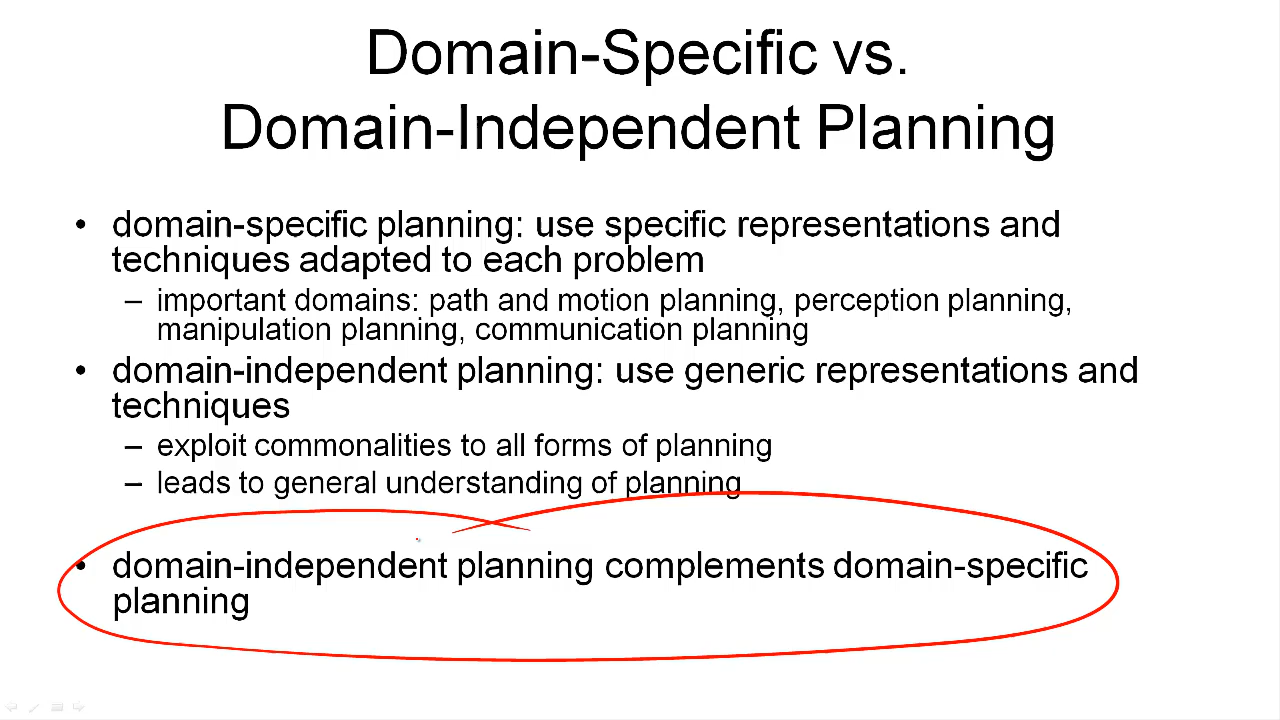 Domain-Specific vs.
Domain-Independent Planning
• domain-specific planning: use specific representations and
techniques adapted to each problem
– important domains: path and motion planning, perception planning,
manipulation planning, communication planning
• domain-independent planning: use generic representations and
techniques
– exploit commonalities to all forms of planning
– leads to general understanding of planning
• domain-independent planning complements domain-specific
planning